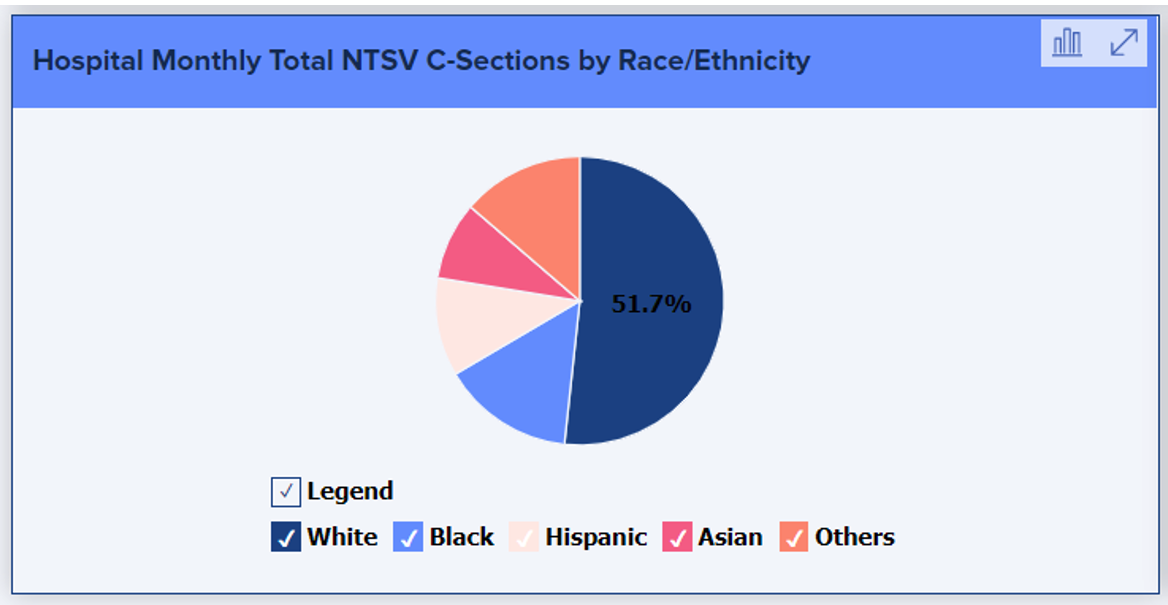 Hospital Monthly Total NTSV C-Sections by Race/Ethnicity
51.7%
Legend
White Black Hispanic Asian Others